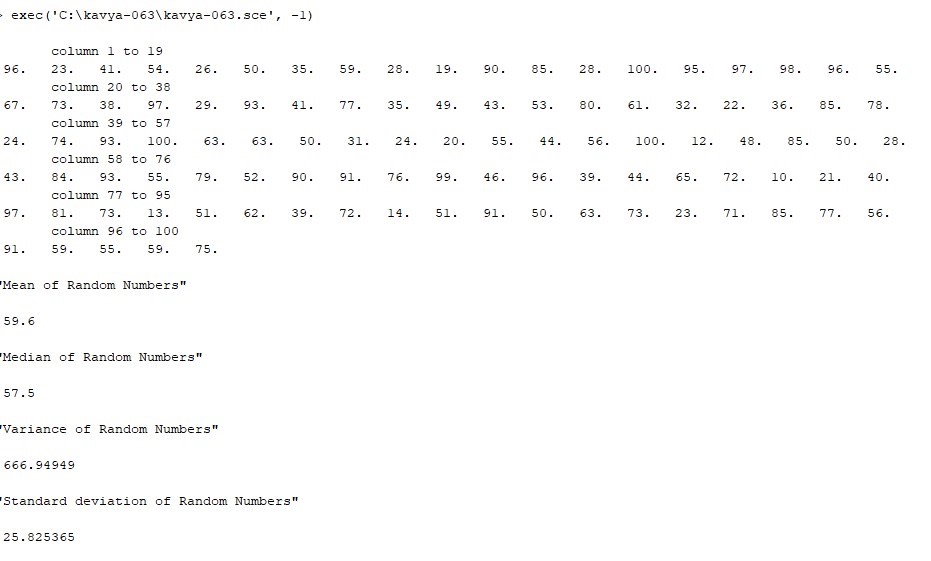 > exec('C:\kavya-063\kavya-063.sce', -1)
column 1 to 19
96. 23. 41. 54. 26. 50. 35. 59. 28. 19. 90. 85. 28. 100. 95. 97. 98. 96. 55.
column 20 to 38
67. 73. 38. 97. 29. 93. 41. 77. 35. 49. 43. 53. 80. 61. 32. 22. 36. 85. 78.
column 39 to 57
24. 74. 93. 100. 63. 63. 50. 31. 24. 20. 55. 44. 56. 100. 12. 48. 85. 50. 28.
column 58 to 76
43. 84. 93. 55. 79. 52. 90. 91. 76. 99. 46. 96. 39. 44. 65. 72. 10. 21. 40.
column 77 to 95
97. 81. 73. 13. 51. 62. 39. 72. 14. 51. 91. 50. 63. 73. 23. 71. 85. 77. 56.
column 96 to 100
91. 59. 55. 59. 75.
"Mean of Random Numbers"
59.6
"Median of Random Numbers"
57.5
"Variance of Random Numbers"
666.94949
"Standard deviation of Random Numbers"
25.825365